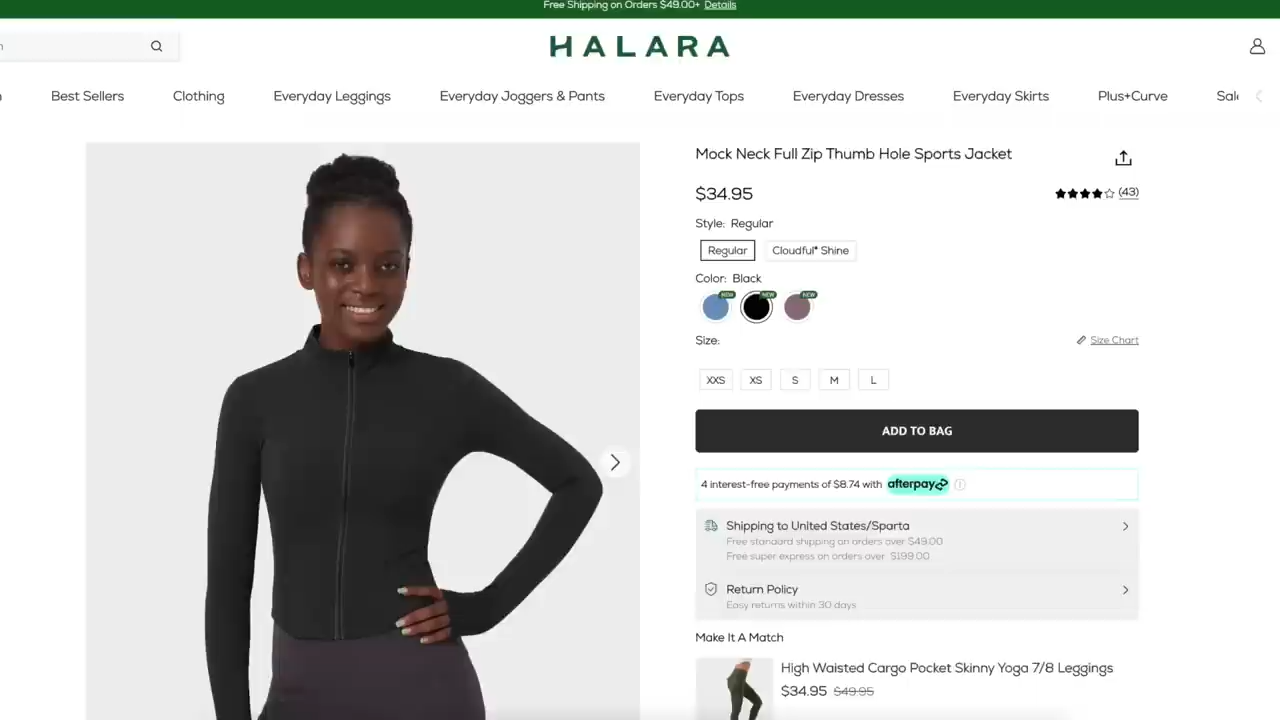 Free Shipping on Orders $49.00+ Details
HALARA
Best Sellers Clothing Everyday Leggings Everyday Joggers & Pants Everyday Tops Everyday Dresses Everyday Skirts Plus+Curve Sale
Mock Neck Full Zip Thumb Hole Sports Jacket
$34.95 (43)
Style: Regular
Regular Cloudful® Shine
Color: Black
NEW NEW NEW
Size: Size Chart
XXS XS S M L
ADD TO BAG
4 interest-free payments of $8.74 with afterpay
Shipping to United States/Sparta
Free standard shipping on orders over $49.00
Free super express on orders over $199.00
Return Policy
Easy returns within 30 days
Make It A Match
High Waisted Cargo Pocket Skinny Yoga 7/8 Leggings
$34.95 $49.95